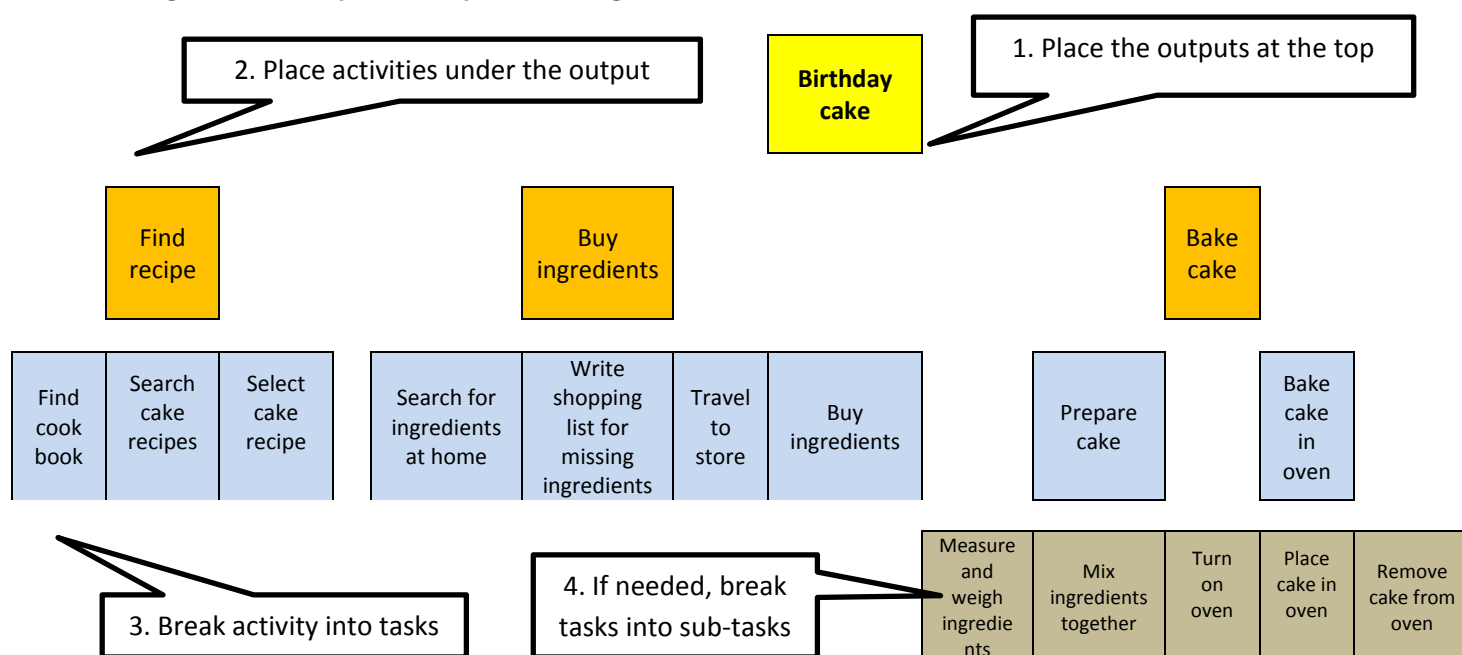 2. Place activities under the output
1. Place the outputs at the top
Birthday
cake
Find
recipe
Buy
ingredients
Bake
cake
Find
cook
book
Search
cake
recipes
Select
cake
recipe
Search for
ingredients
at home
Write
shopping
list for
missing
ingredients
Travel
to
store
Buy
ingredients
Prepare
cake
Bake
cake
in
oven
3. Break activity into tasks
4. If needed, break
tasks into sub-tasks
Measure
and
weigh
ingredie
nts
Mix
ingredients
together
Turn
on
oven
Place
cake in
oven
Remove
cake from
oven